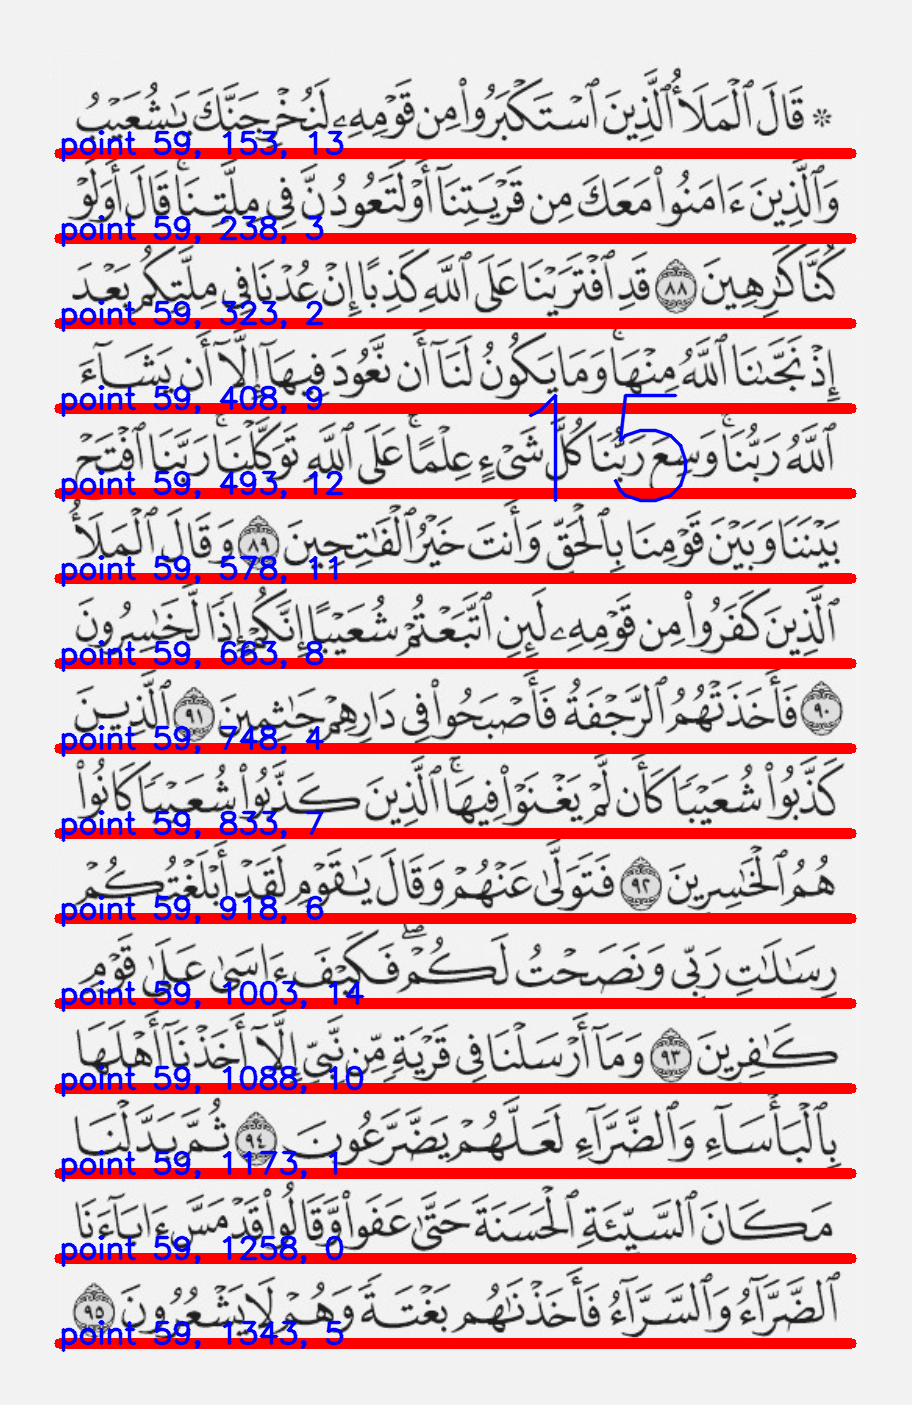 ۞ قَالَ ٱلْمَلَأُ ٱلَّذِينَ ٱسْتَكْبَرُوا۟ مِن قَوْمِهِۦ لَنُخْرِجَنَّكَ يَـٰشُعَيْبُ
point 59, 153, 13
وَٱلَّذِينَ ءَامَنُوا۟ مَعَكَ مِن قَرْيَتِنَآ أَوْ لَتَعُودُنَّ فِى مِلَّتِنَا ۚ قَالَ أَوَلَوْ
point 59, 238, 3
كُنَّا كَـٰرِهِينَ ٨٨ قَدِ ٱفْتَرَيْنَا عَلَى ٱللَّهِ كَذِبًا إِنْ عُدْنَا فِى مِلَّتِكُم بَعْدَ
point 59, 323, 2
إِذْ نَجَّىٰنَا ٱللَّهُ مِنْهَا ۚ وَمَا يَكُونُ لَنَآ أَن نَّعُودَ فِيهَآ إِلَّآ أَن يَشَآءَ
point 59, 408, 9
15
ٱللَّهُ رَبُّنَا ۚ وَسِعَ رَبُّنَا كُلَّ شَىْءٍ عِلْمًا ۚ عَلَى ٱللَّهِ تَوَكَّلْنَا ۚ رَبَّنَا ٱفْتَحْ
point 59, 493, 12
بَيْنَنَا وَبَيْنَ قَوْمِنَا بِٱلْحَقِّ وَأَنتَ خَيْرُ ٱلْفَـٰتِحِينَ ٨٩ وَقَالَ ٱلْمَلَأُ
point 59, 578, 11
ٱلَّذِينَ كَفَرُوا۟ مِن قَوْمِهِۦ لَئِنِ ٱتَّبَعْتُمْ شُعَيْبًا إِنَّكُمْ إِذًا لَّخَـٰسِرُونَ
point 59, 663, 8
٩٠ فَأَخَذَتْهُمُ ٱلرَّجْفَةُ فَأَصْبَحُوا۟ فِى دَارِهِمْ جَـٰثِمِينَ ٩١ ٱلَّذِينَ
point 59, 748, 4
كَذَّبُوا۟ شُعَيْبًا كَأَن لَّمْ يَغْنَوْا۟ فِيهَا ۚ ٱلَّذِينَ كَذَّبُوا۟ شُعَيْبًا كَانُوا۟
point 59, 833, 7
هُمُ ٱلْخَـٰسِرِينَ ٩٢ فَتَوَلَّىٰ عَنْهُمْ وَقَالَ يَـٰقَوْمِ لَقَدْ أَبْلَغْتُكُمْ
point 59, 918, 6
رِسَـٰلَـٰتِ رَبِّى وَنَصَحْتُ لَكُمْ ۖ فَكَيْفَ ءَاسَىٰ عَلَىٰ قَوْمٍ
point 59, 1003, 14
كَـٰفِرِينَ ٩٣ وَمَآ أَرْسَلْنَا فِى قَرْيَةٍ مِّن نَّبِىٍّ إِلَّآ أَخَذْنَآ أَهْلَهَا
point 59, 1088, 10
بِٱلْبَأْسَآءِ وَٱلضَّرَّآءِ لَعَلَّهُمْ يَضَّرَّعُونَ ٩٤ ثُمَّ بَدَّلْنَا
point 59, 1173, 1
مَكَانَ ٱلسَّيِّئَةِ ٱلْحَسَنَةَ حَتَّىٰ عَفَوا۟ وَّقَالُوا۟ قَدْ مَسَّ ءَابَآءَنَا
point 59, 1258, 0
ٱلضَّرَّآءُ وَٱلسَّرَّآءُ فَأَخَذْنَـٰهُم بَغْتَةً وَهُمْ لَا يَشْعُرُونَ ٩٥
point 59, 1343, 5